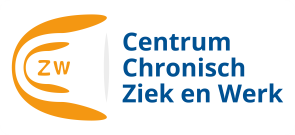 ZW
Centrum
Chronisch
Ziek en Werk